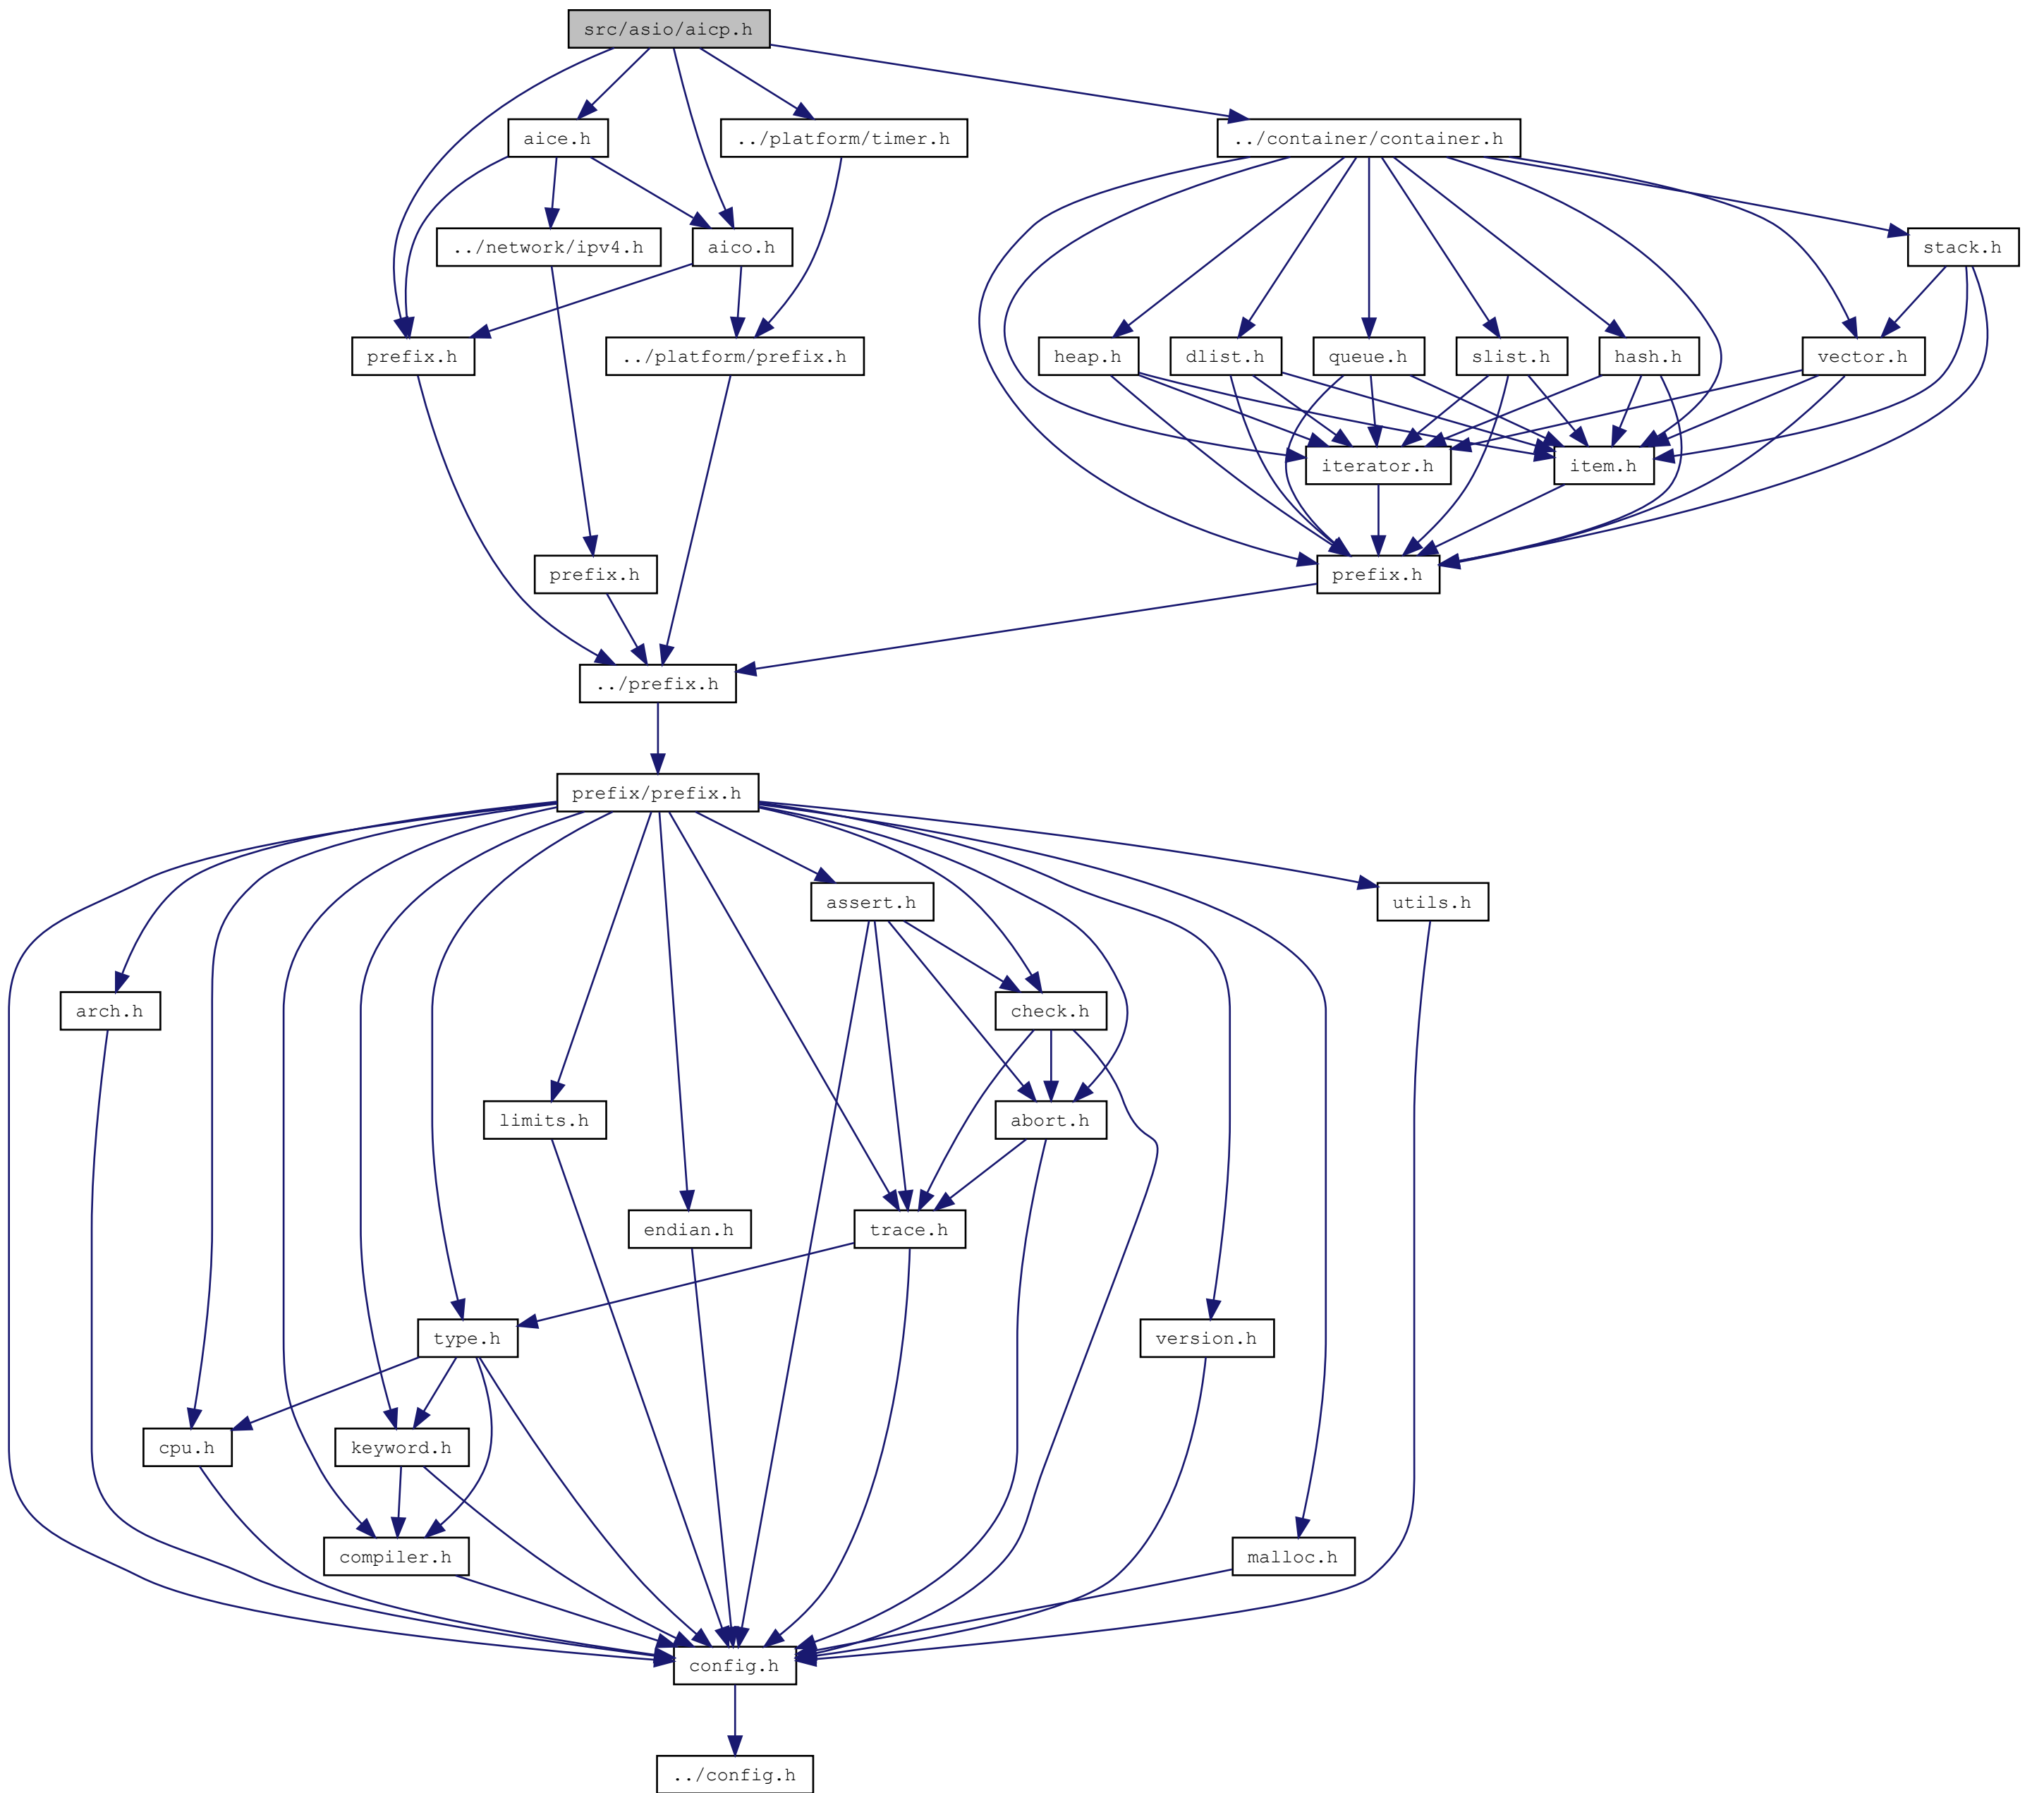 src/asio/aicp.h
aice.h
../platform/timer.h
../container/container.h
../network/ipv4.h
aico.h
stack.h
prefix.h
../platform/prefix.h
heap.h
dlist.h
queue.h
slist.h
hash.h
vector.h
iterator.h
item.h
prefix.h
prefix.h
../prefix.h
prefix/prefix.h
assert.h
utils.h
arch.h
check.h
limits.h
abort.h
endian.h
trace.h
type.h
version.h
cpu.h
keyword.h
compiler.h
malloc.h
config.h
../config.h